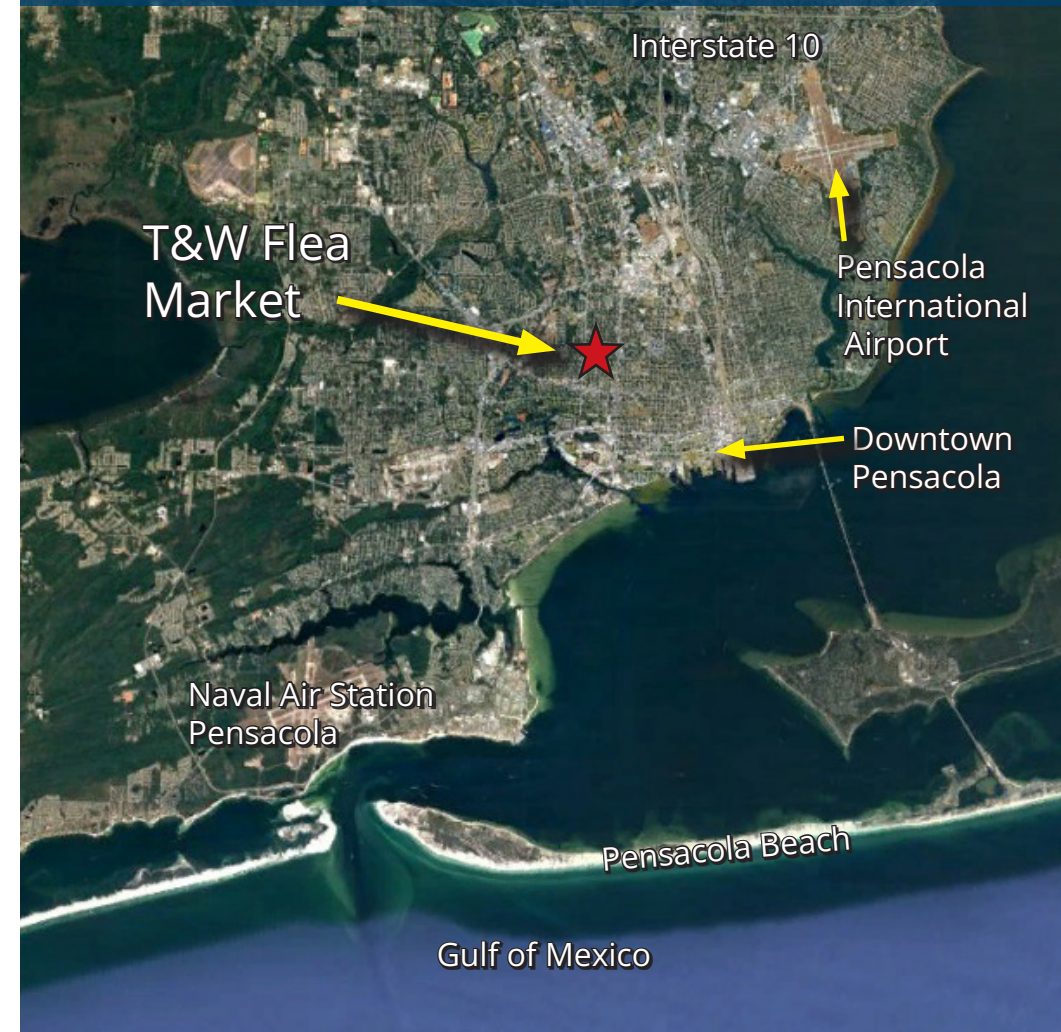 Interstate 10
T&W Flea
Market
Pensacola
International
Airport
Downtown
Pensacola
Naval Air Station
Pensacola
Pensacola Beach
Gulf of Mexico